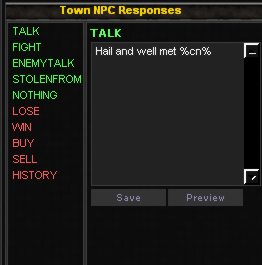 Town NPC Responses
TALK
FIGHT
ENEMYTALK
STOLENFROM
NOTHING
LOSE
WIN
BUY
SELL
HISTORY
TALK
Hail and well met %cn%
Save
Preview